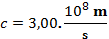 c = 3,00. 10⁸ m / s